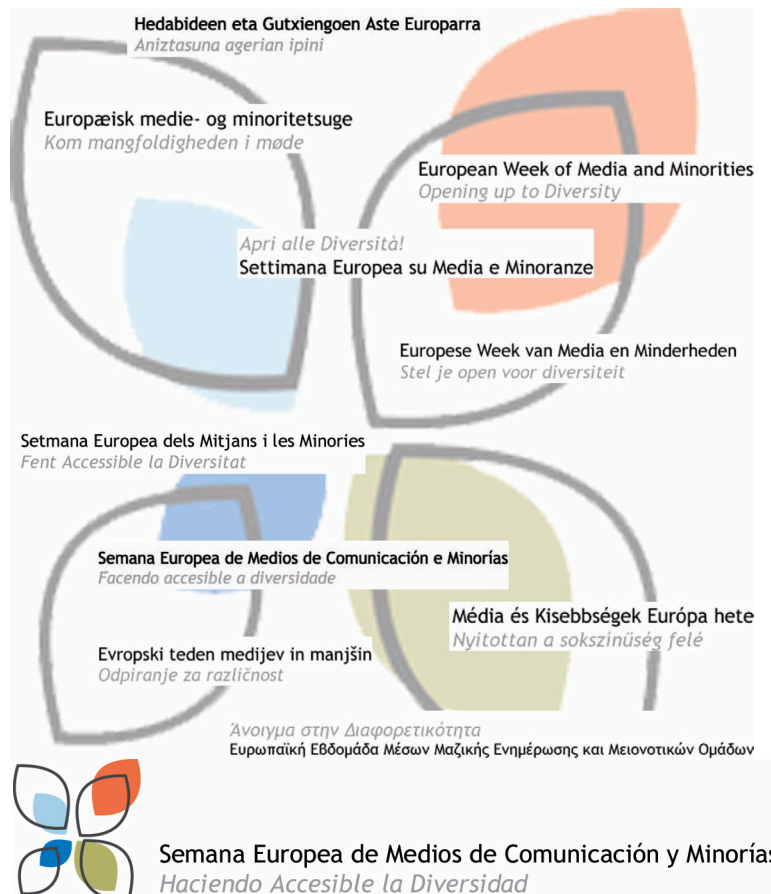 Hedabideen eta Gutxiengoen Aste Europarra
Aniztasuna agerian ipini
Europæisk medie- og minoritetsuge
Kom mangfoldigheden i møde
European Week of Media and Minorities
Opening up to Diversity
Apri alle Diversità!
Settimana Europea su Media e Minoranze
Europese Week van Media en Minderheden
Stel je open voor diversiteit
Setmana Europea dels Mitjans i les Minories
Fent Accessible la Diversitat
Semana Europea de Medios de Comunicación e Minorías
Facendo accesible a diversidade
Média és Kisebbségek Európa hete
Nyitottan a sokszinűség felé
Evropski teden medijev in manjšin
Odpiranje za različnost
Άνοιγμα στην Διαφορετικότητα
Ευρωπαϊκή Εβδομάδα Μέσων Μαζικής Ενημέρωσης και Μειονοτικών Ομάδων
Semana Europea de Medios de Comunicación y Minorías
Haciendo Accesible la Diversidad